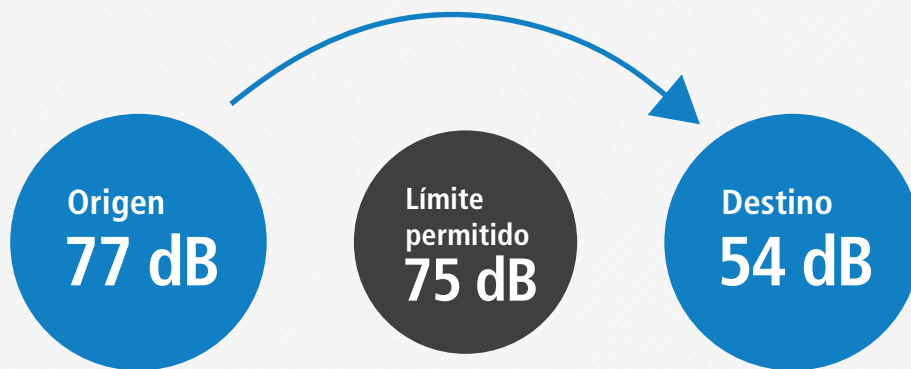 Origen
77 dB
Límite
permitido
75 dB
Destino
54 dB